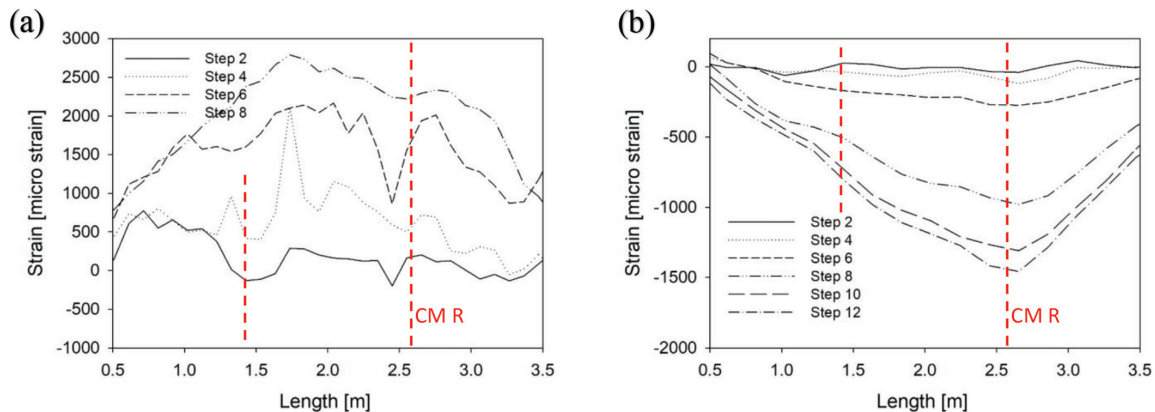 (a)
3000
2500
2000
1500
1000
500
0
-500
-1000
Strain [micro strain]
Step 2
Step 4
Step 6
Step 8
CM R
0.5 1.0 1.5 2.0 2.5 3.0 3.5
Length [m]
(b)
0
-500
-1000
-1500
-2000
Strain [micro strain]
Step 2
Step 4
Step 6
Step 8
Step 10
Step 12
CM R
0.5 1.0 1.5 2.0 2.5 3.0 3.5
Length [m]